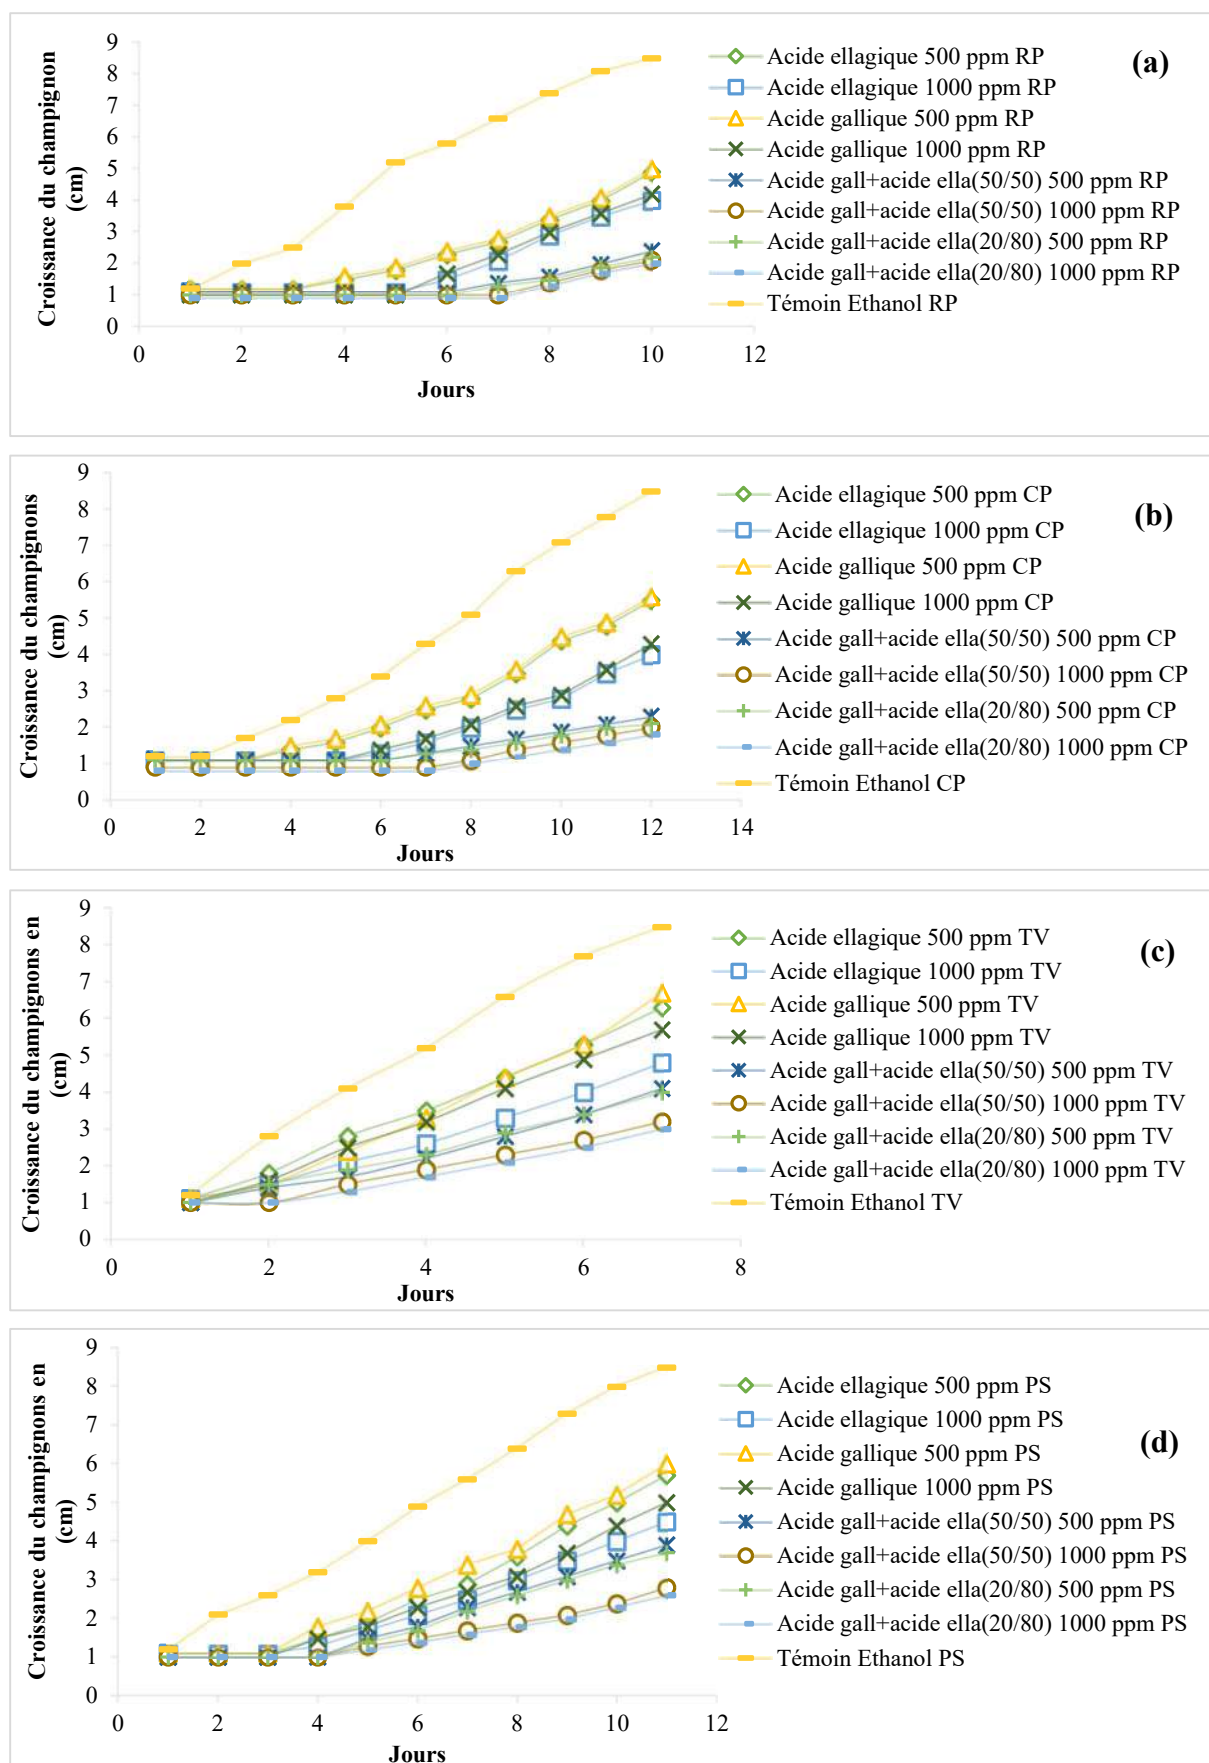 Croissance du champignon
(cm)
9
8
7
6
5
4
3
2
1
0
0 2 4 6 8 10 12
Jours
Acide ellagique 500 ppm RP
Acide ellagique 1000 ppm RP
Acide gallique 500 ppm RP
Acide gallique 1000 ppm RP
Acide gall+acide ella(50/50) 500 ppm RP
Acide gall+acide ella(50/50) 1000 ppm RP
Acide gall+acide ella(20/80) 500 ppm RP
Acide gall+acide ella(20/80) 1000 ppm RP
Témoin Ethanol RP
(a)
Croissance du champignons
(cm)
9
8
7
6
5
4
3
2
1
0
0 2 4 6 8 10 12 14
Jours
Acide ellagique 500 ppm CP
Acide ellagique 1000 ppm CP
Acide gallique 500 ppm CP
Acide gallique 1000 ppm CP
Acide gall+acide ella(50/50) 500 ppm CP
Acide gall+acide ella(50/50) 1000 ppm CP
Acide gall+acide ella(20/80) 500 ppm CP
Acide gall+acide ella(20/80) 1000 ppm CP
Témoin Ethanol CP
(b)
Croissance du champignons en
(cm)
9
8
7
6
5
4
3
2
1
0
0 2 4 6 8
Jours
Acide ellagique 500 ppm TV
Acide ellagique 1000 ppm TV
Acide gallique 500 ppm TV
Acide gallique 1000 ppm TV
Acide gall+acide ella(50/50) 500 ppm TV
Acide gall+acide ella(50/50) 1000 ppm TV
Acide gall+acide ella(20/80) 500 ppm TV
Acide gall+acide ella(20/80) 1000 ppm TV
Témoin Ethanol TV
(c)
Croissance du champignons en
(cm)
9
8
7
6
5
4
3
2
1
0
0 2 4 6 8 10 12
Jours
Acide ellagique 500 ppm PS
Acide ellagique 1000 ppm PS
Acide gallique 500 ppm PS
Acide gallique 1000 ppm PS
Acide gall+acide ella(50/50) 500 ppm PS
Acide gall+acide ella(50/50) 1000 ppm PS
Acide gall+acide ella(20/80) 500 ppm PS
Acide gall+acide ella(20/80) 1000 ppm PS
Témoin Ethanol PS
(d)